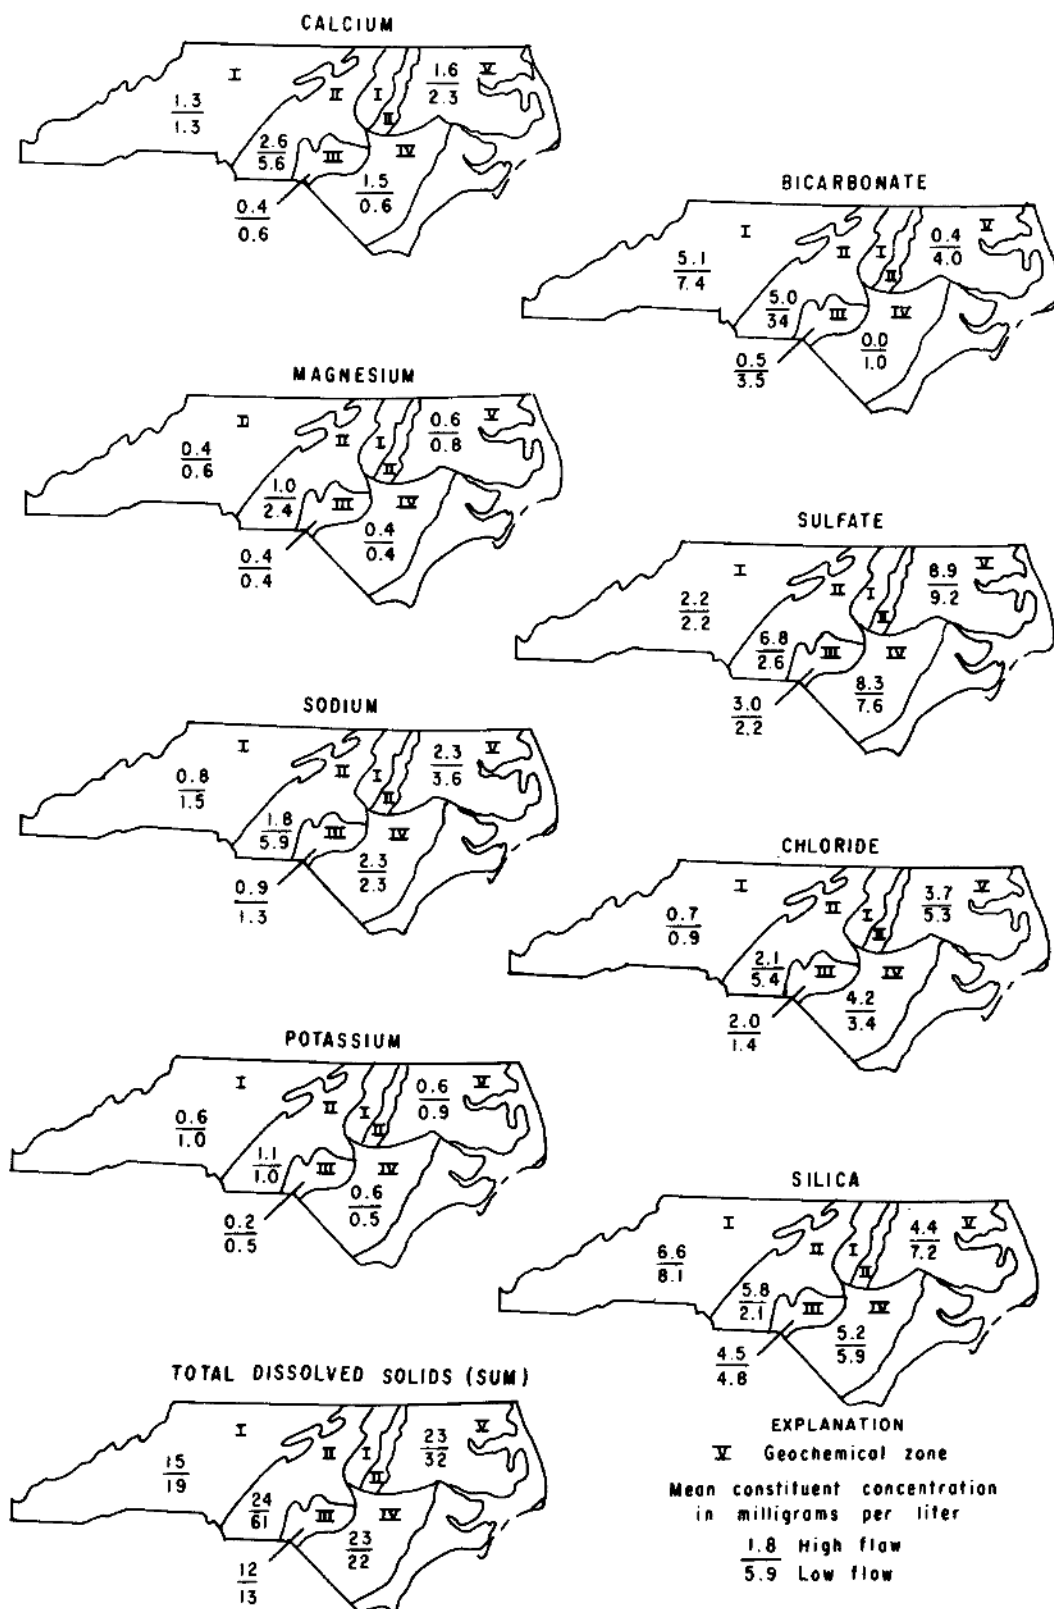 CALCIUM
I
II
I
II
1.6
2.3
V
1.3
1.3
2.6
5.6
III
IV
1.5
0.6
0.4
0.6
BICARBONATE
I
II
I
II
0.4
4.0
V
5.1
7.4
5.0
34
III
IV
0.0
1.0
0.5
3.5
MAGNESIUM
I
II
I
II
0.6
0.8
V
0.4
0.6
1.0
2.4
III
IV
0.4
0.4
0.4
0.4
SULFATE
I
II
I
II
8.9
9.2
V
2.2
2.2
6.8
2.6
III
IV
8.3
7.6
3.0
2.2
SODIUM
I
II
I
II
2.3
3.6
V
0.8
1.5
1.8
5.9
III
IV
2.3
2.3
0.9
1.3
CHLORIDE
I
II
I
II
3.7
5.3
V
0.7
0.9
2.1
5.4
III
IV
4.2
3.4
2.0
1.4
POTASSIUM
I
II
I
II
0.6
0.9
V
0.6
1.0
1.1
1.0
III
IV
0.6
0.5
0.2
0.5
SILICA
I
II
I
II
4.4
7.2
V
6.6
8.1
5.8
2.1
III
IV
5.2
5.9
4.5
4.8
TOTAL DISSOLVED SOLIDS (SUM)
I
II
I
II
23
32
V
15
19
24
61
III
IV
23
22
12
13
EXPLANATION
V Geochemical zone
Mean constituent concentration
in milligrams per liter
1.8 High flow
5.9 Low flow